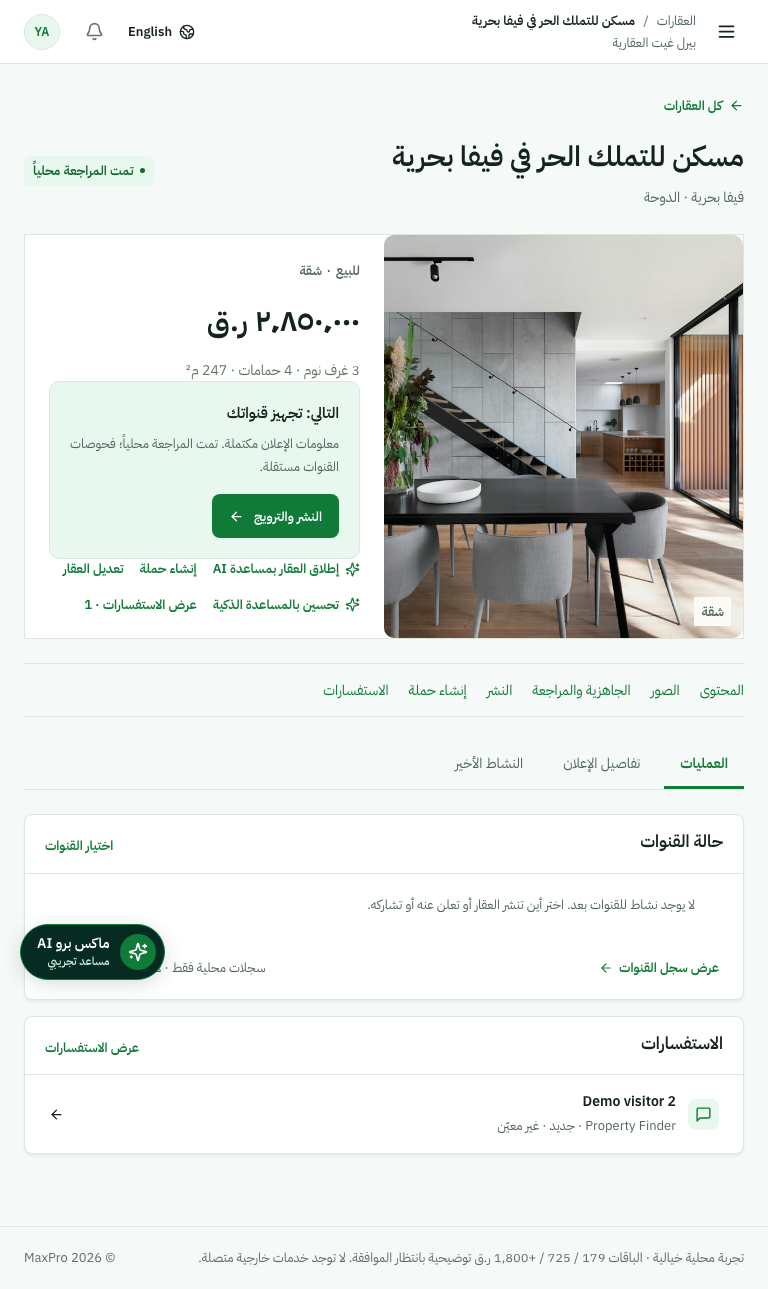 العقارات / مسكن للتملك الحر في فيفا بحرية
بيرل غيت العقارية
English
YA
← كل العقارات
مسكن للتملك الحر في فيفا بحرية
• تمت المراجعة محلياً
فيفا بحرية · الدوحة
شقة
للبيع · شقة
٢٬٨٥٠٬٠٠٠ ر.ق
3 غرف نوم · 4 حمامات · 247 م²
التالي: تجهيز قنواتك
معلومات الإعلان مكتملة. تمت المراجعة محلياً؛ فحوصات
القنوات مستقلة.
النشر والترويج ←
إطلاق العقار بمساعدة AI
إنشاء حملة
تعديل العقار
تحسين بالمساعدة الذكية
عرض الاستفسارات · 1
المحتوى
الصور
الجاهزية والمراجعة
النشر
إنشاء حملة
الاستفسارات
العمليات
تفاصيل الإعلان
النشاط الأخير
حالة القنوات
اختيار القنوات
لا يوجد نشاط للقنوات بعد. اختر أين تنشر العقار أو تعلن عنه أو تشاركه.
عرض سجل القنوات ←
سجلات محلية فقط ·
ماكس برو AI
مساعد تجريبي
الاستفسارات
عرض الاستفسارات
Demo visitor 2
Property Finder · جديد · غير معيّن
←
تجربة محلية خيالية · الباقات 179 / 725 / +1,800 ر.ق توضيحية بانتظار الموافقة. لا توجد خدمات خارجية متصلة.
MaxPro 2026 ©